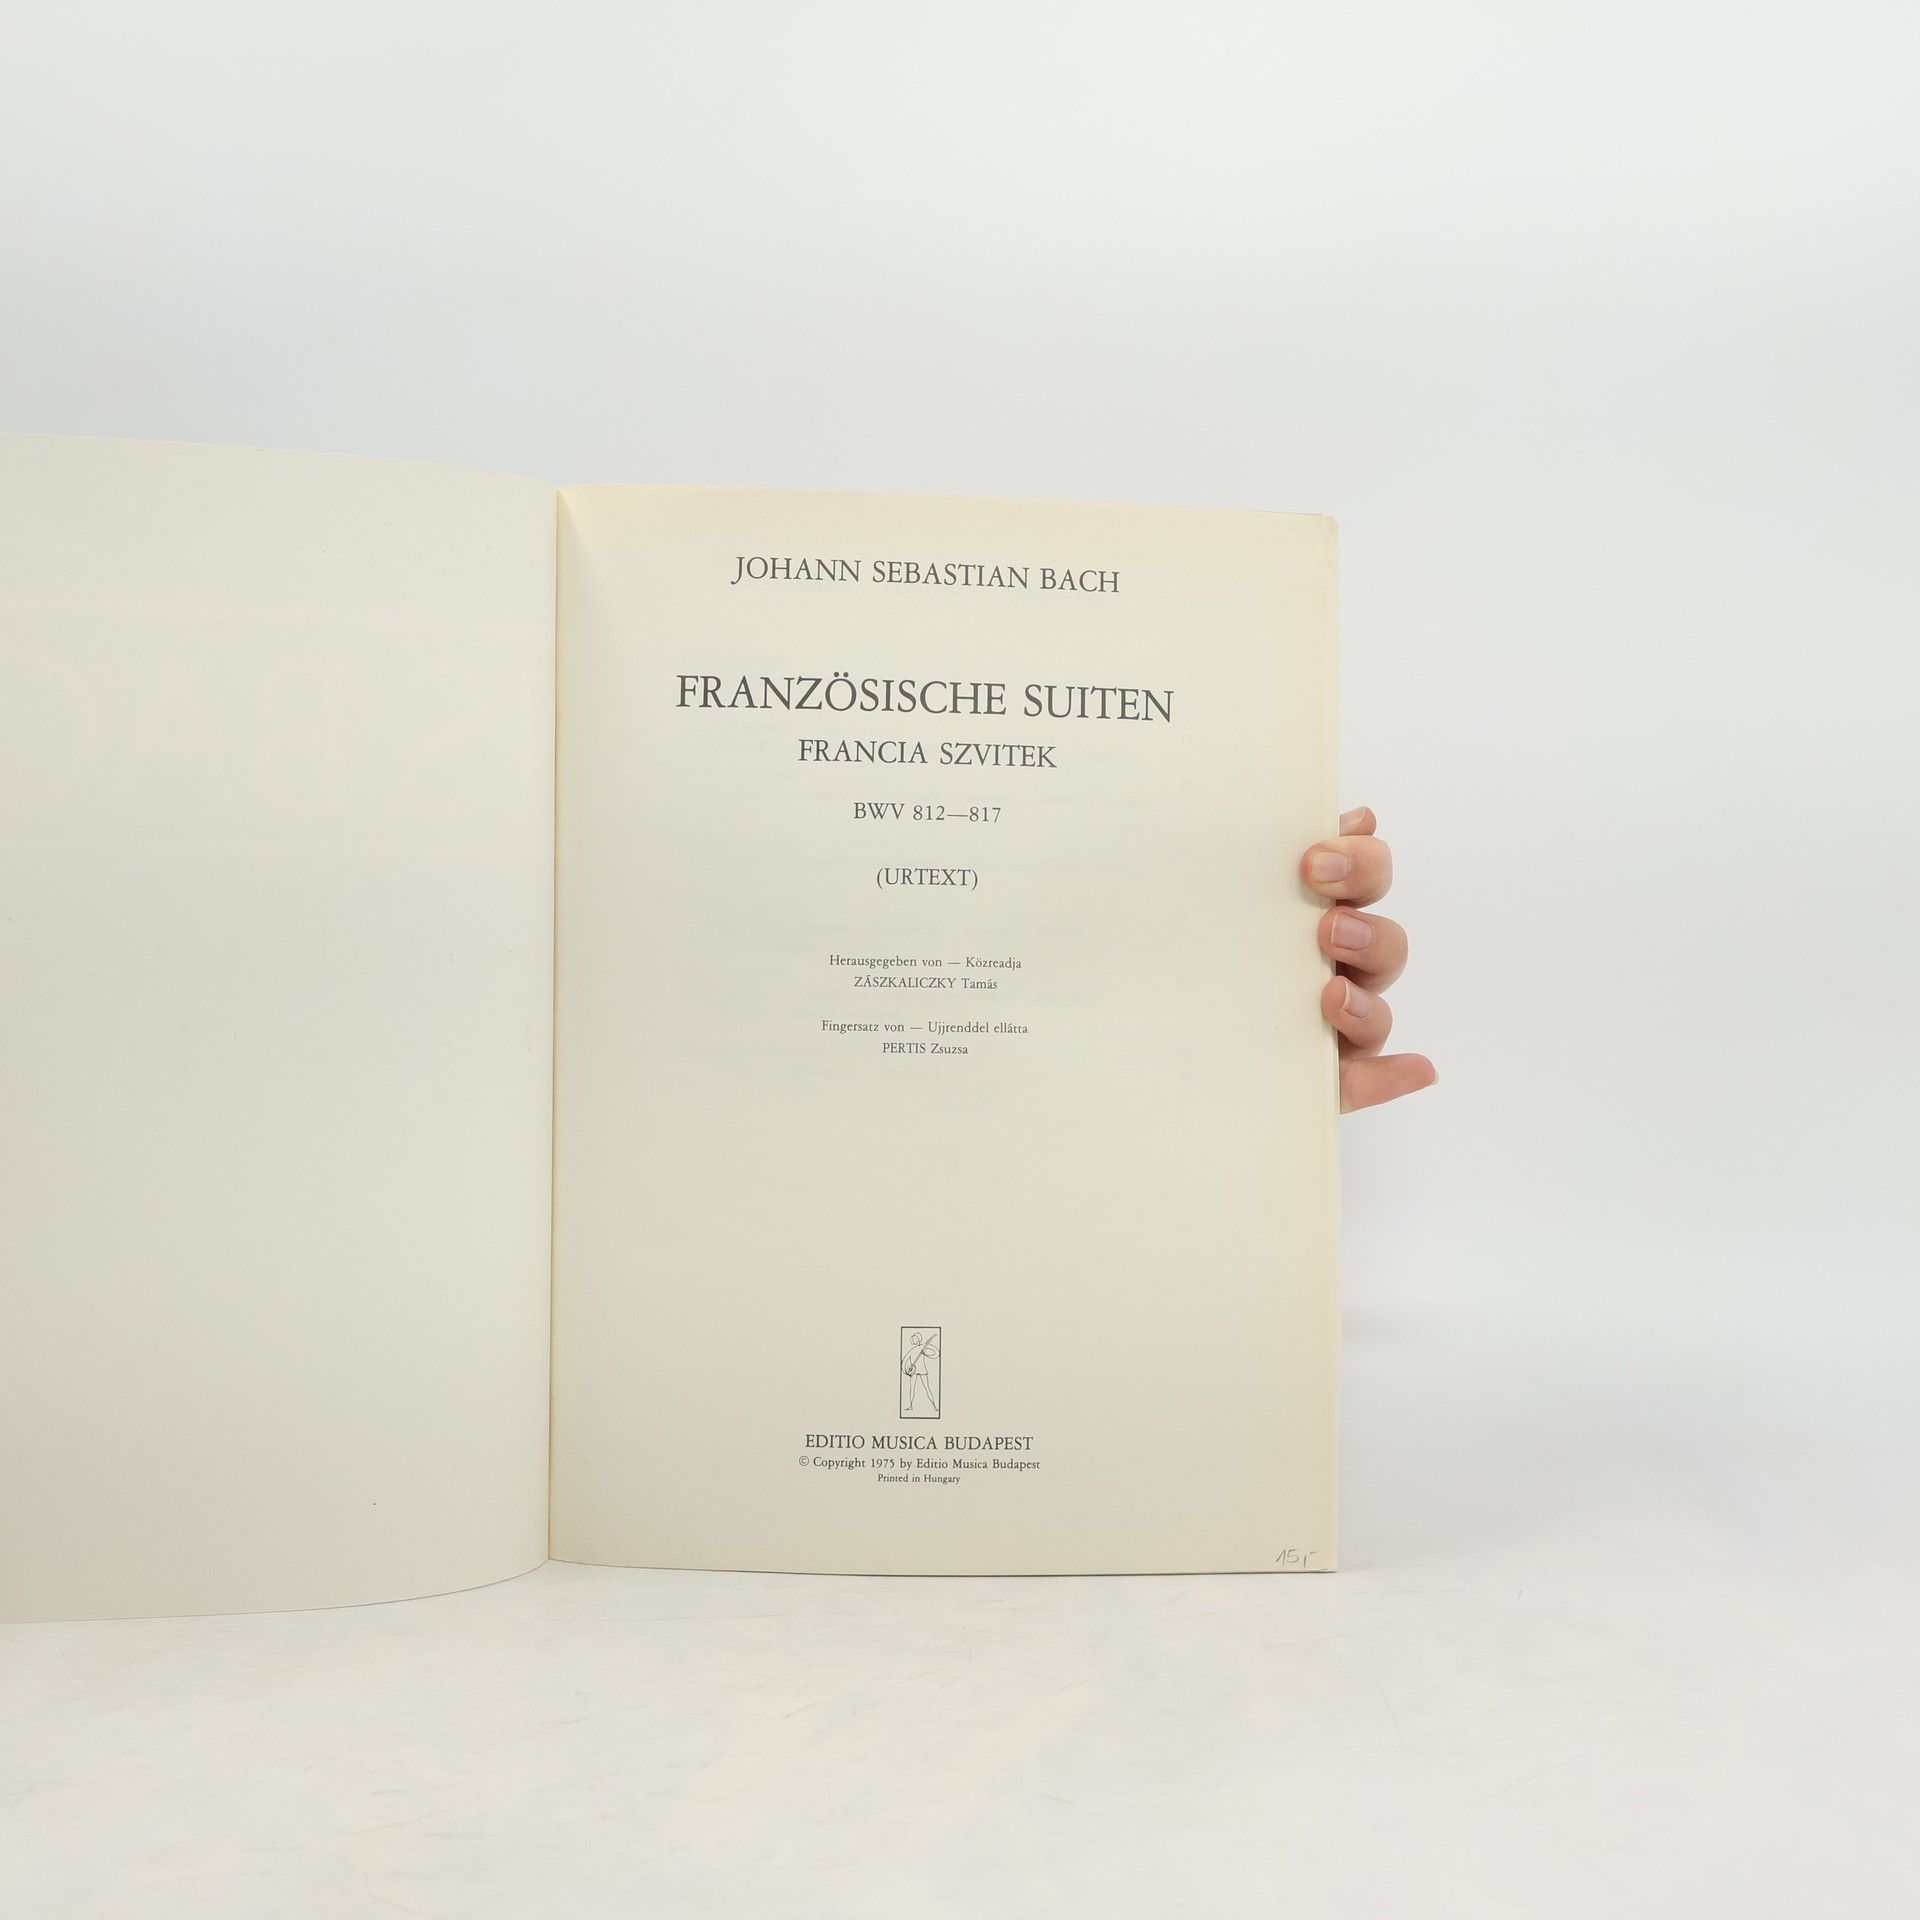 JOHANN SEBASTIAN BACH
FRANZÖSISCHE SUITEN
FRANCIA SZVITEK
BWV 812—817
(URTEXT)
Herausgegeben von — Közreadja
ZÁSZKALICZKY Tamás
Fingersatz von — Ujjrenddel ellátta
PERTIS Zsuzsa
EDITIO MUSICA BUDAPEST
© Copyright 1975 by Editio Musica Budapest
Printed in Hungary
15,-